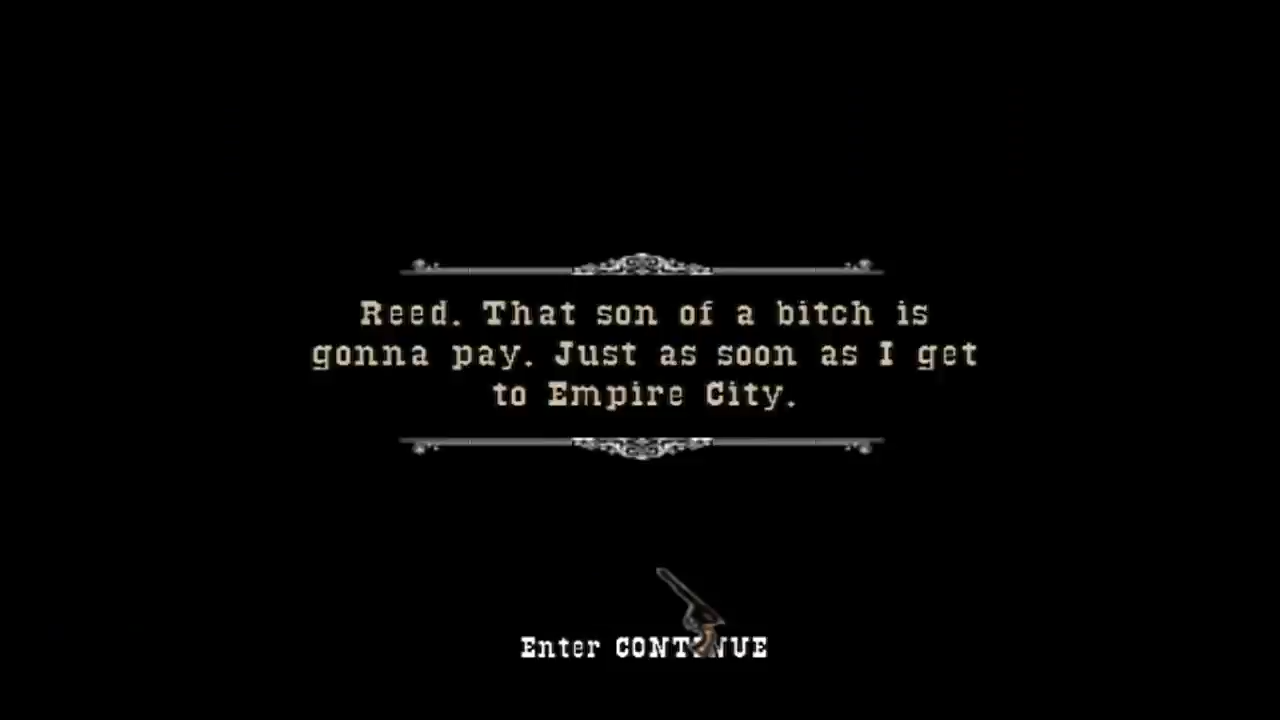 Reed. That son of a bitch is
gonna pay. Just as soon as I get
to Empire City.
Enter CONTINUE